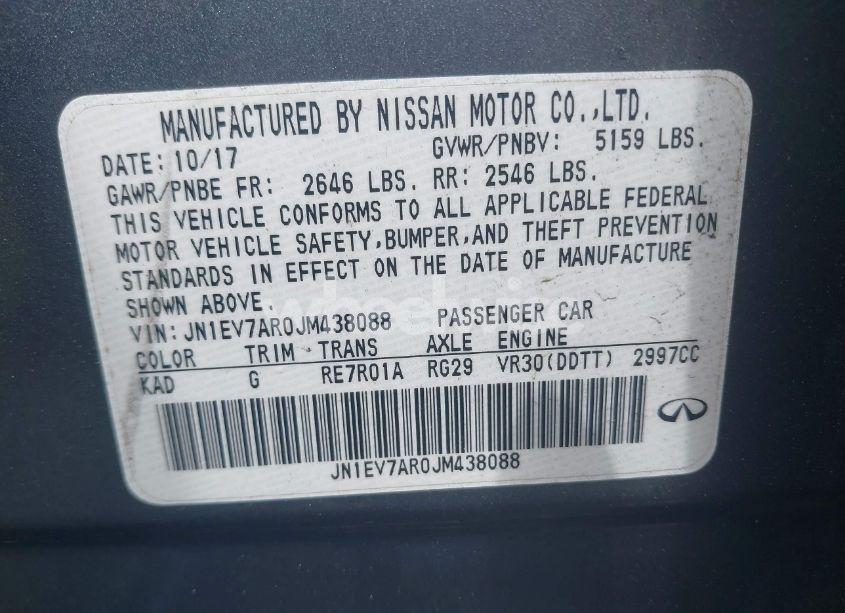 MANUFACTURED BY NISSAN MOTOR CO.,LTD.
DATE: 10/17 GVWR/PNBV: 5159 LBS.
GAWR/PNBE FR: 2646 LBS. RR: 2546 LBS.
THIS VEHICLE CONFORMS TO ALL APPLICABLE FEDERAL
MOTOR VEHICLE SAFETY,BUMPER,AND THEFT PREVENTION
STANDARDS IN EFFECT ON THE DATE OF MANUFACTURE
SHOWN ABOVE.
VIN:JN1EV7AR0JM438088 PASSENGER CAR
COLOR TRIM TRANS AXLE ENGINE
KAD G RE7R01A RG29 VR30(DDTT) 2997CC
JN1EV7AR0JM438088